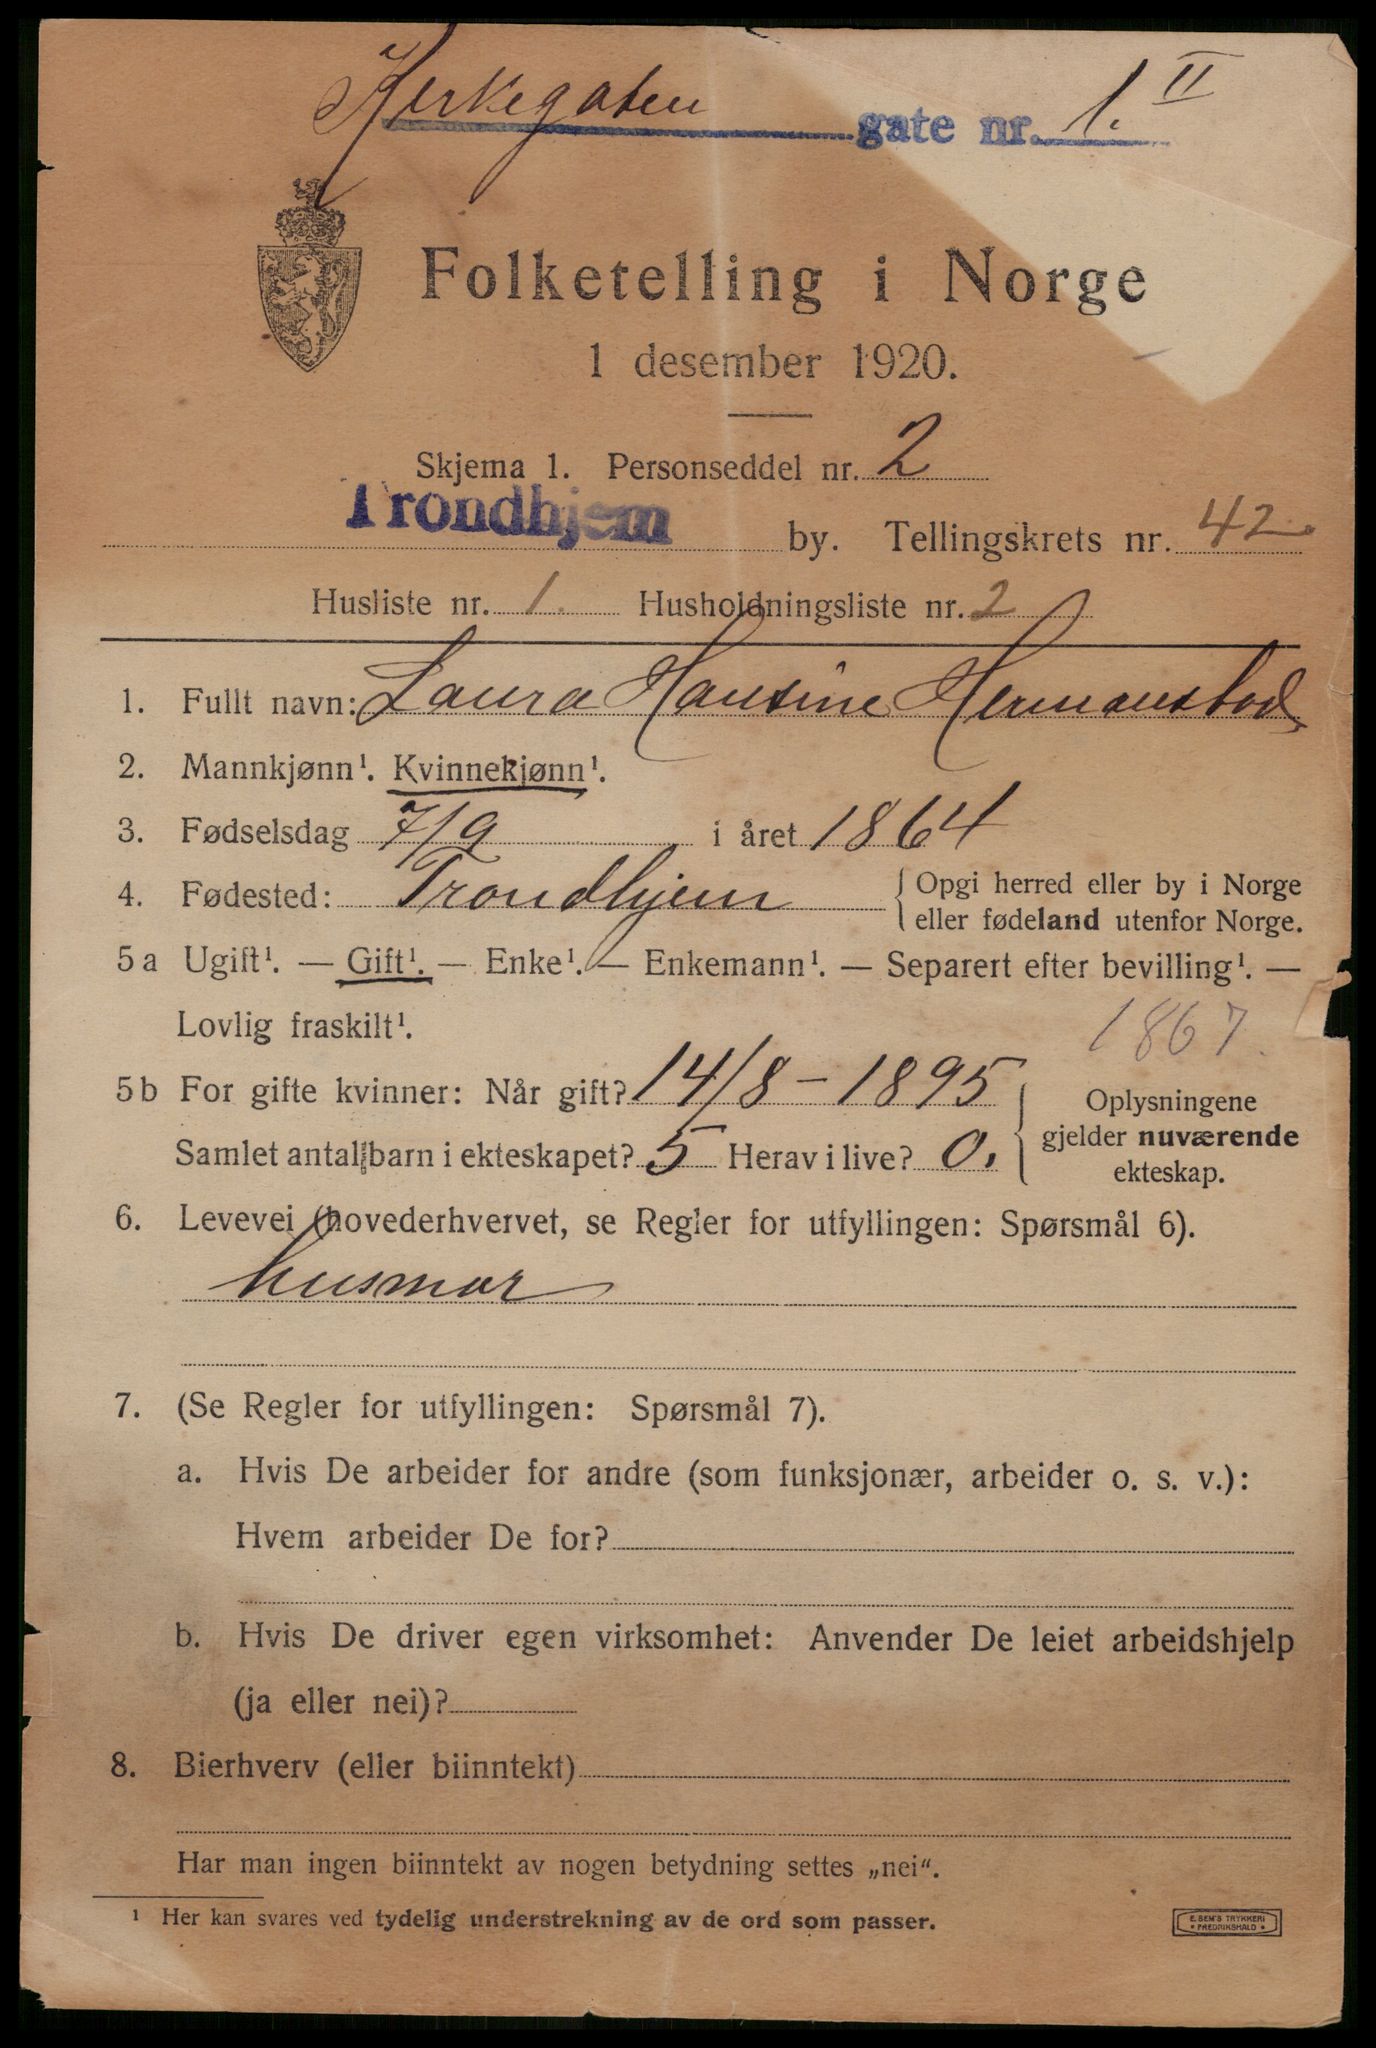 Kirkegaten gate nr. 1. II
Folketelling i Norge
1 desember 1920.
Skjema 1. Personseddel nr. 2
Trondhjem by. Tellingskrets nr. 42
Husliste nr. 1. Husholdningsliste nr. 2
1. Fullt navn: Laura Hansine Hermanstad
2. Mannkjønn¹. Kvinnekjønn¹.
3. Fødselsdag 7/9 i året 1864
4. Fødested: Trondhjem { Opgi herred eller by i Norge
eller fødeland utenfor Norge.
5 a Ugift¹. — Gift¹. — Enke¹. — Enkemann¹. — Separert efter bevilling¹. —
Lovlig fraskilt¹.
1867.
5 b For gifte kvinner: Når gift? 14/8 – 1895
Samlet antal barn i ekteskapet? 5 Herav i live? 0.
{ Oplysningene
gjelder nuværende
ekteskap.
6. Levevei (hovederhvervet, se Regler for utfyllingen: Spørsmål 6).
husmor
7. (Se Regler for utfyllingen: Spørsmål 7).
a. Hvis De arbeider for andre (som funksjonær, arbeider o. s. v.):
Hvem arbeider De for?
b. Hvis De driver egen virksomhet: Anvender De leiet arbeidshjelp
(ja eller nei)?
8. Bierhverv (eller biinntekt)
Har man ingen biinntekt av nogen betydning settes „nei“.
¹ Her kan svares ved tydelig understrekning av de ord som passer.
E. SEM'S TRYKKERI
• FREDRIKSHALD •